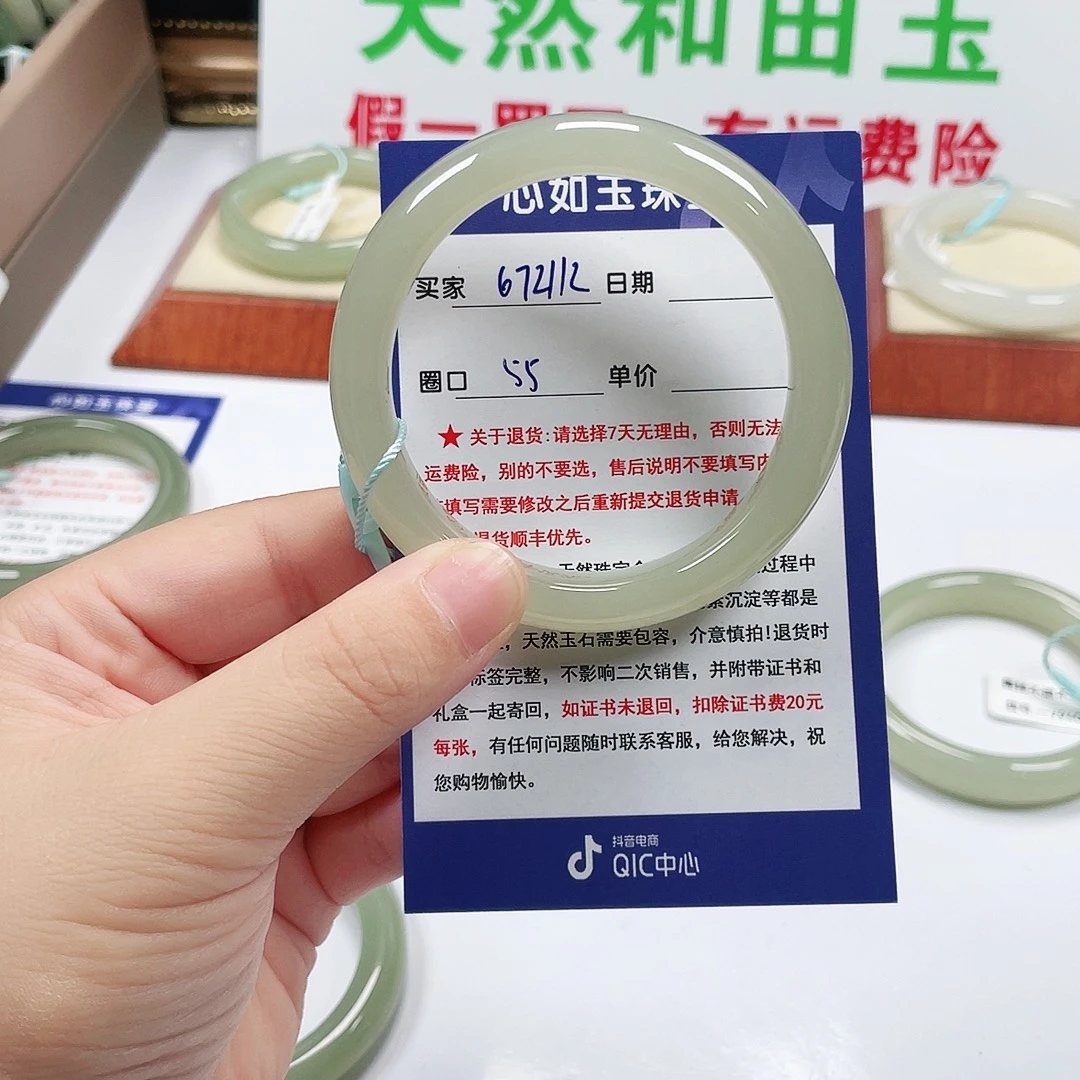 天然和田玉
假一 有运费险
心如玉珠
买家 67212 日期
圈口 55 单价
★关于退货:请选择7天无理由，否则无法
运费险，别的不要选，售后说明不要填写内
填写需要修改之后重新提交退货申请
退货顺丰优先。
天然珠宝 过程中
沉淀等都是
天然玉石需要包容，介意慎拍!退货时
标签完整，不影响二次销售，并附带证书和
礼盒一起寄回，如证书未退回，扣除证书费20元
每张，有任何问题随时联系客服，给您解决，祝
您购物愉快。
抖音电商
QIC中心